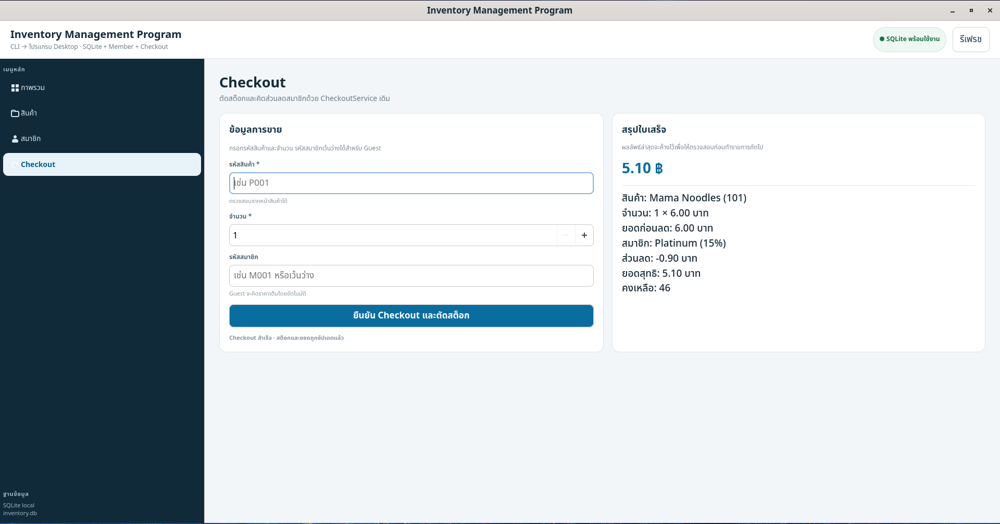 Inventory Management Program
Inventory Management Program
CLI → โปรแกรม Desktop · SQLite + Member + Checkout
● SQLite พร้อมใช้งาน
รีเฟรช
เมนูหลัก
ภาพรวม
สินค้า
สมาชิก
Checkout
ฐานข้อมูล
SQLite local
inventory.db
Checkout
ตัดสต็อกและคิดส่วนลดสมาชิกด้วย CheckoutService เดิม
ข้อมูลการขาย
กรอกรหัสสินค้าและจำนวน รหัสสมาชิกเว้นว่างได้สำหรับ Guest
รหัสสินค้า *
เช่น P001
ตรวจสอบจากหน้าสินค้าได้
จำนวน *
1
รหัสสมาชิก
เช่น M001 หรือเว้นว่าง
Guest จะคิดราคาเต็มโดยอัตโนมัติ
ยืนยัน Checkout และตัดสต็อก
Checkout สำเร็จ · สต็อกและยอดถูกอัปเดตแล้ว
สรุปใบเสร็จ
ผลลัพธ์ล่าสุดจะค้างไว้เพื่อให้ตรวจสอบก่อนทำรายการถัดไป
5.10 ฿
สินค้า: Mama Noodles (101)
จำนวน: 1 × 6.00 บาท
ยอดก่อนลด: 6.00 บาท
สมาชิก: Platinum (15%)
ส่วนลด: -0.90 บาท
ยอดสุทธิ: 5.10 บาท
คงเหลือ: 46